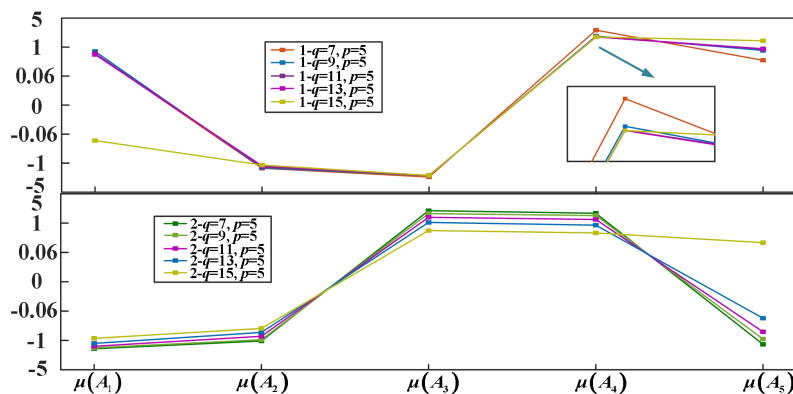 5
1
0.06
0
-0.06
-1
-5
1-q=7, p=5
1-q=9, p=5
1-q=11, p=5
1-q=13, p=5
1-q=15, p=5
5
1
0.06
0
-0.06
-1
-5
2-q=7, p=5
2-q=9, p=5
2-q=11, p=5
2-q=13, p=5
2-q=15, p=5
μ(A₁) μ(A₂) μ(A₃) μ(A₄) μ(A₅)